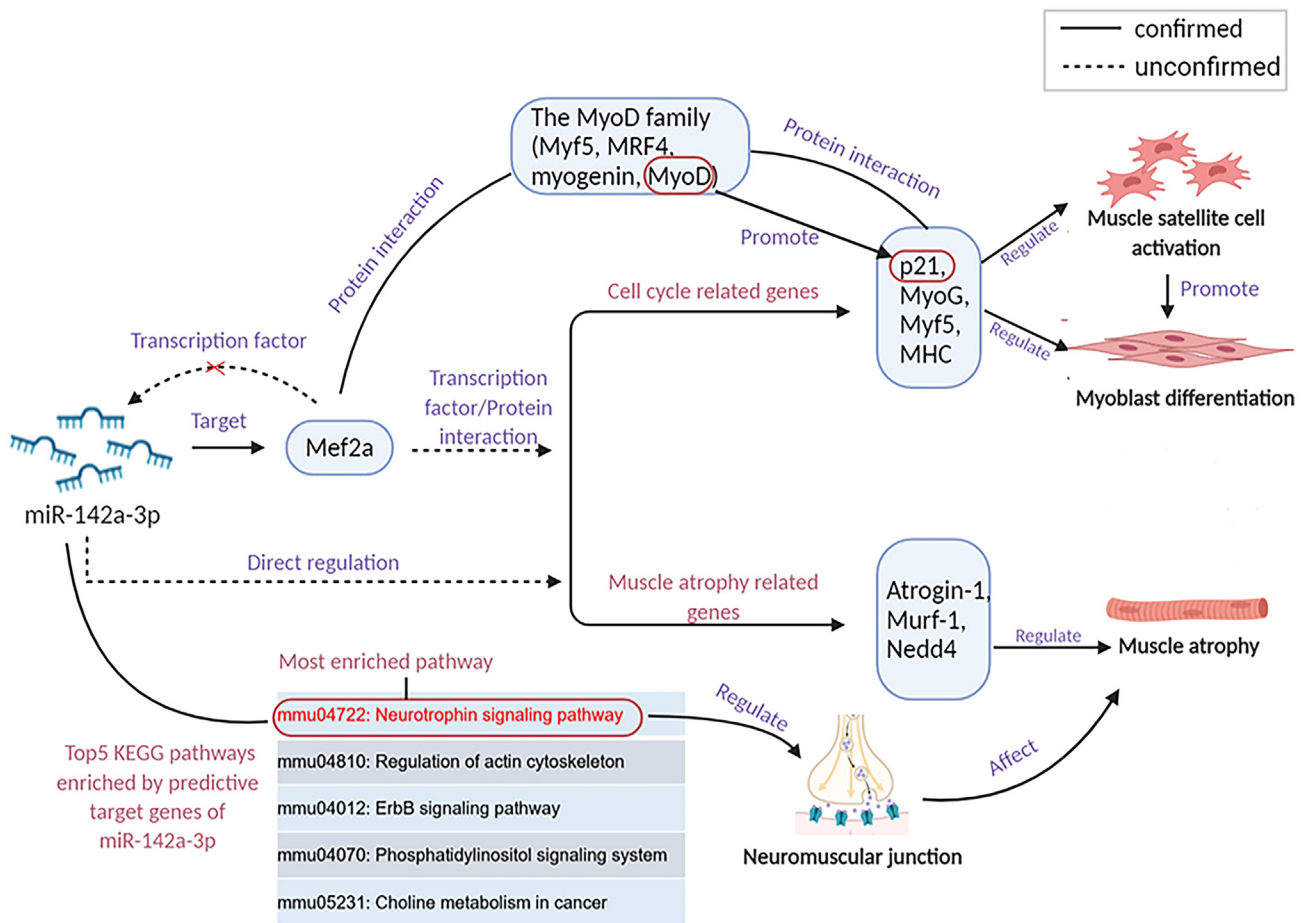 confirmed
unconfirmed
The MyoD family
(Myf5, MRF4,
myogenin, MyoD)
Protein interaction
Protein interaction
Promote
p21,
MyoG,
Myf5,
MHC
Regulate
Regulate
Muscle satellite cell
activation
Promote
Myoblast differentiation
Cell cycle related genes
Transcription factor
Transcription
factor/Protein
interaction
Target
Mef2a
miR-142a-3p
Direct regulation
Muscle atrophy related
genes
Atrogin-1,
Murf-1,
Nedd4
Regulate
Muscle atrophy
Most enriched pathway
mmu04722: Neurotrophin signaling pathway
mmu04810: Regulation of actin cytoskeleton
mmu04012: ErbB signaling pathway
mmu04070: Phosphatidylinositol signaling system
mmu05231: Choline metabolism in cancer
Top5 KEGG pathways
enriched by predictive
target genes of
miR-142a-3p
Regulate
Affect
Neuromuscular junction